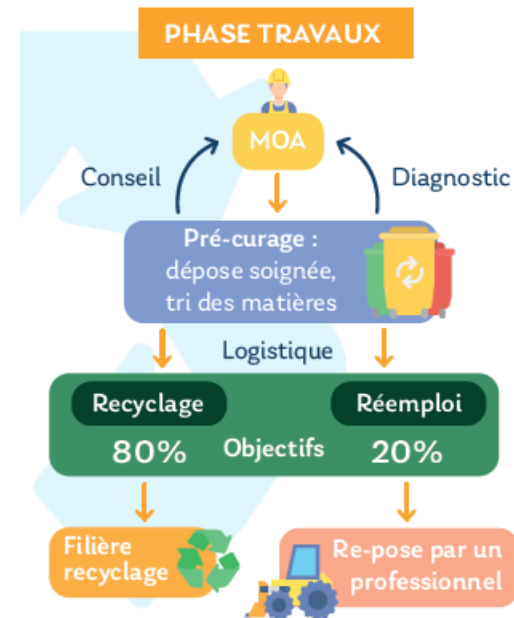 PHASE TRAVAUX
MOA
Conseil
Diagnostic
Pré-curage :
dépose soignée,
tri des matières
Logistique
Recyclage
Réemploi
80%
Objectifs
20%
Filière
recyclage
Re-pose par un
professionnel